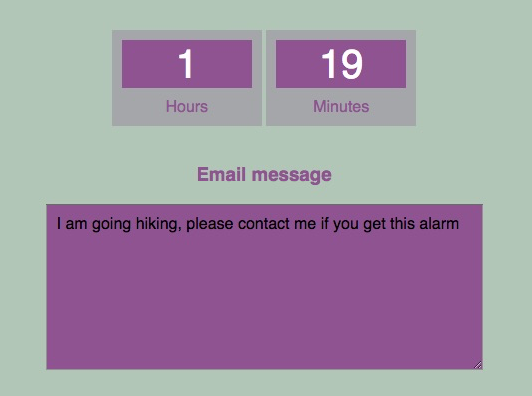 1 19
Hours Minutes
Email message
I am going hiking, please contact me if you get this alarm